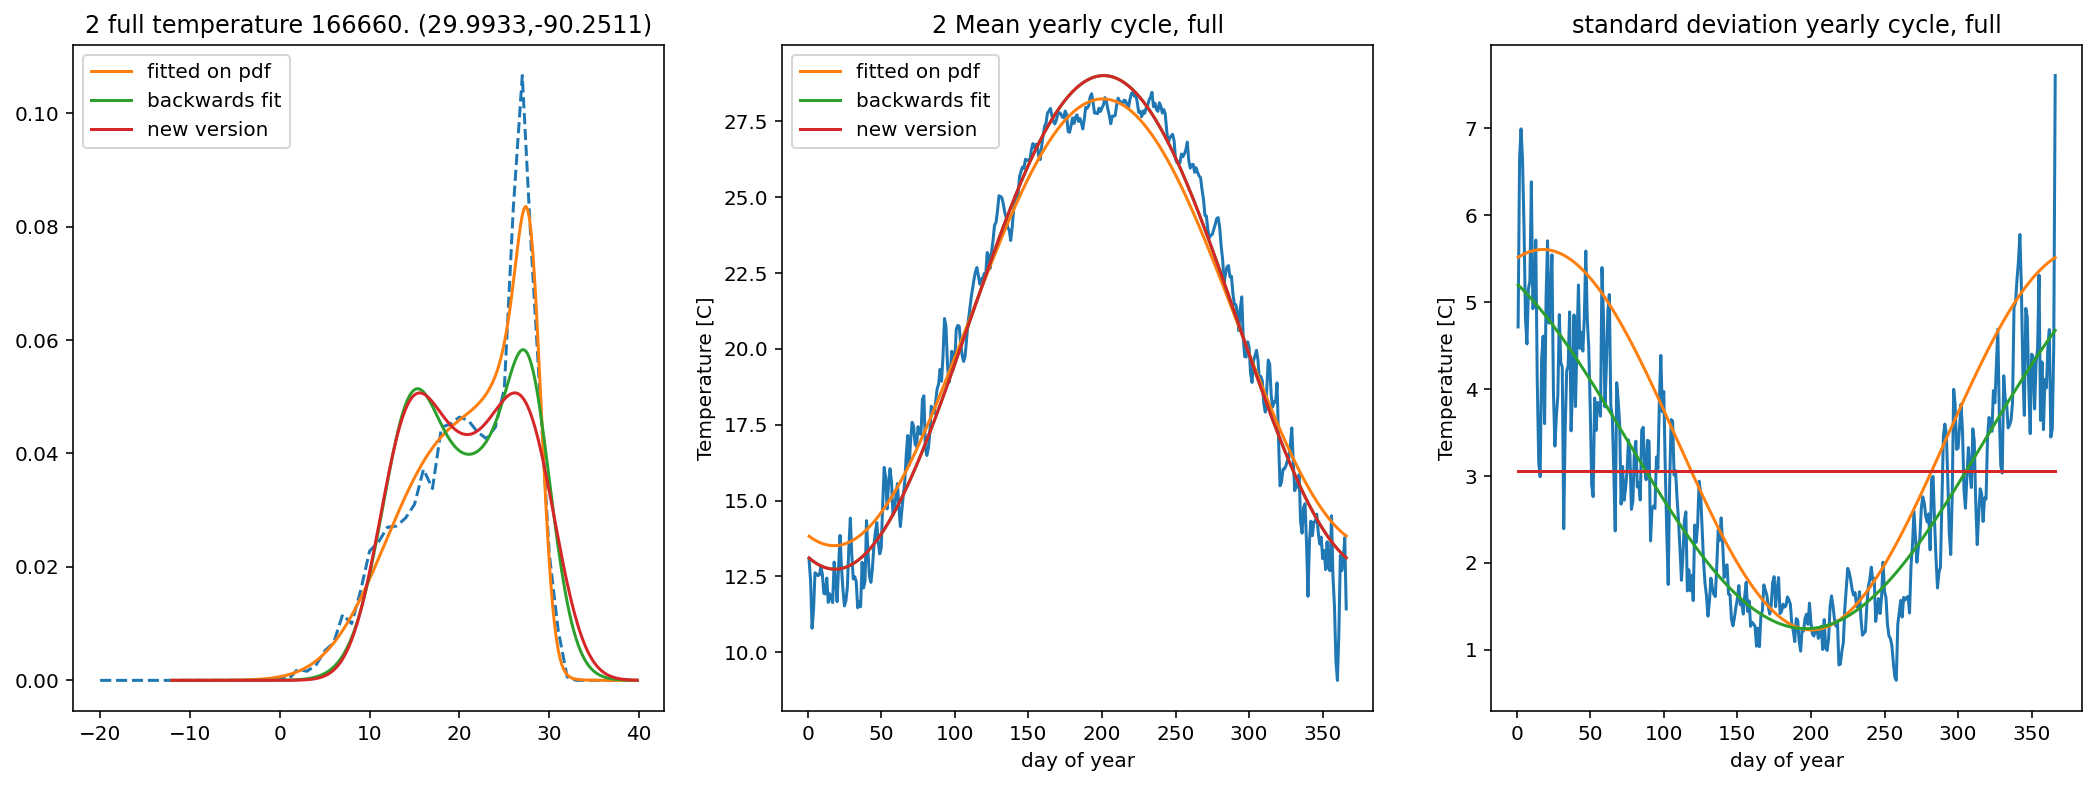 2 full temperature 166660. (29.9933,-90.2511)
fitted on pdf
backwards fit
new version
0.10
0.08
0.06
0.04
0.02
0.00
−20 −10 0 10 20 30 40
2 Mean yearly cycle, full
fitted on pdf
backwards fit
new version
Temperature [C]
27.5
25.0
22.5
20.0
17.5
15.0
12.5
10.0
0 50 100 150 200 250 300 350
day of year
standard deviation yearly cycle, full
Temperature [C]
7
6
5
4
3
2
1
0 50 100 150 200 250 300 350
day of year